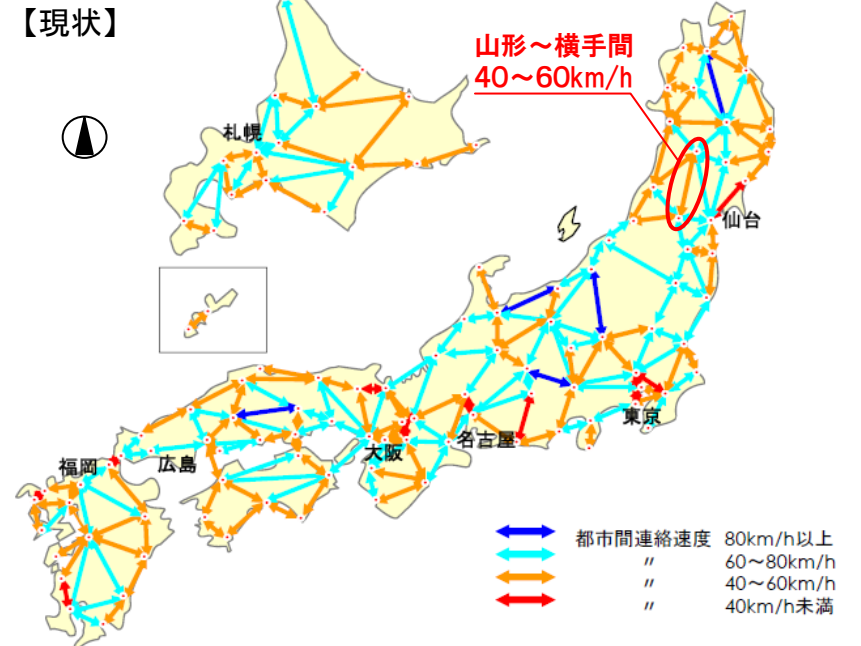 【現状】
山形～横手間
40～60km/h
札幌
仙台
東京
名古屋
大阪
広島
福岡
都市間連絡速度 80km/h以上
〃 60～80km/h
〃 40～60km/h
〃 40km/h未満